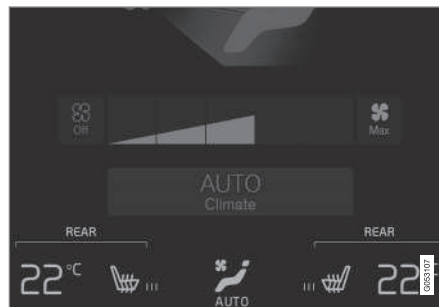 Off
Max
AUTO
Climate
REAR REAR
22°C 22°
AUTO
G053107